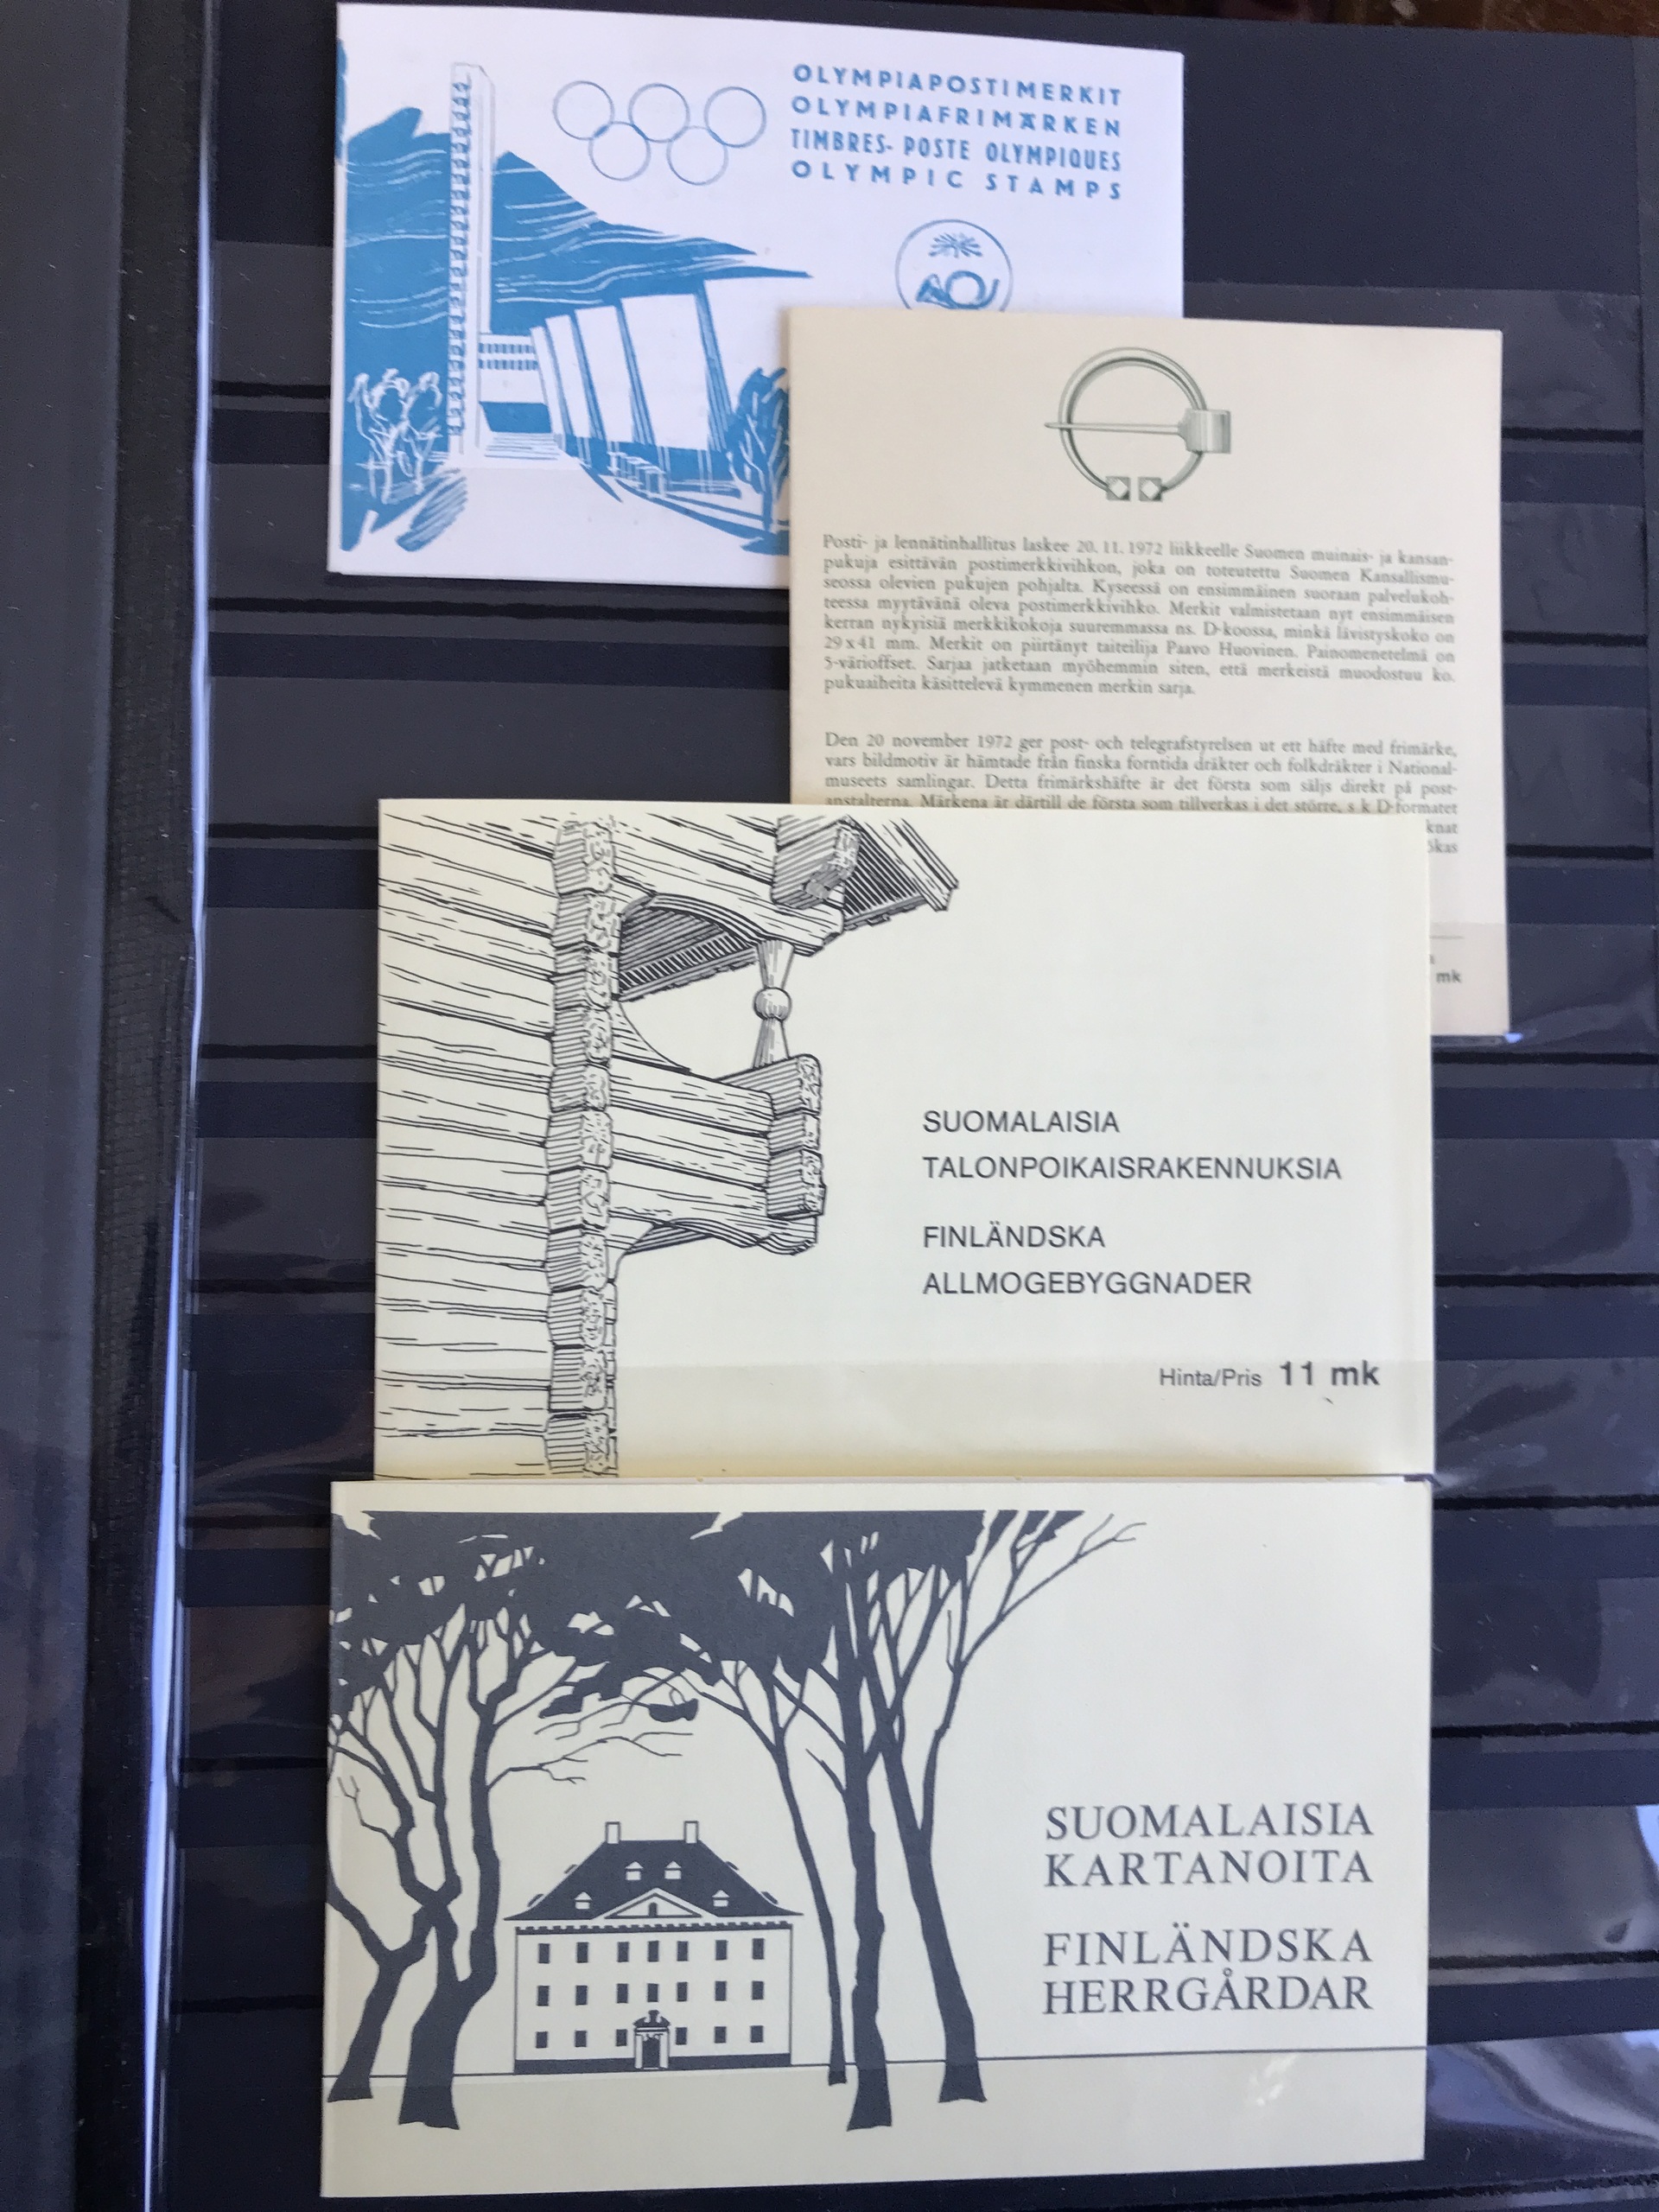 OLYMPIAPOSTIMERKIT
OLYMPIAFRIMÄRKEN
TIMBRES-POSTE OLYMPIQUES
OLYMPIC STAMPS
Posti- ja lennätinhallitus laskee 20. 11. 1972 liikkeelle Suomen muinais- ja kansan-
pukuja esittävän postimerkkivihkon, joka on toteutettu Suomen Kansallismu-
seossa olevien pukujen pohjalta. Kyseessä on ensimmäinen suoraan palvelukoh-
teessa myytävänä oleva postimerkkivihko. Merkit valmistetaan nyt ensimmäisen
kerran nykyisiä merkkikokoja suuremmassa ns. D-koossa, minkä lävistyskoko on
29 x 41 mm. Merkit on piirtänyt taiteilija Paavo Huovinen. Painomenetelmä on
5-värioffset. Sarjaa jatketaan myöhemmin siten, että merkeistä muodostuu ko.
pukuaiheita käsittelevä kymmenen merkin sarja.
Den 20 november 1972 ger post- och telegrafstyrelsen ut ett häfte med frimärke,
vars bildmotiv är hämtade från finska forntida dräkter och folkdräkter i National-
museets samlingar. Detta frimärkshäfte är det första som säljs direkt på post-
anstalterna. Märkena är därtill de första som tillverkas i det större, s k D-formatet
knat
ökas
mk
SUOMALAISIA
TALONPOIKAISRAKENNUKSIA
FINLÄNDSKA
ALLMOGEBYGGNADER
Hinta/Pris 11 mk
SUOMALAISIA
KARTANOITA
FINLÄNDSKA
HERRGÅRDAR